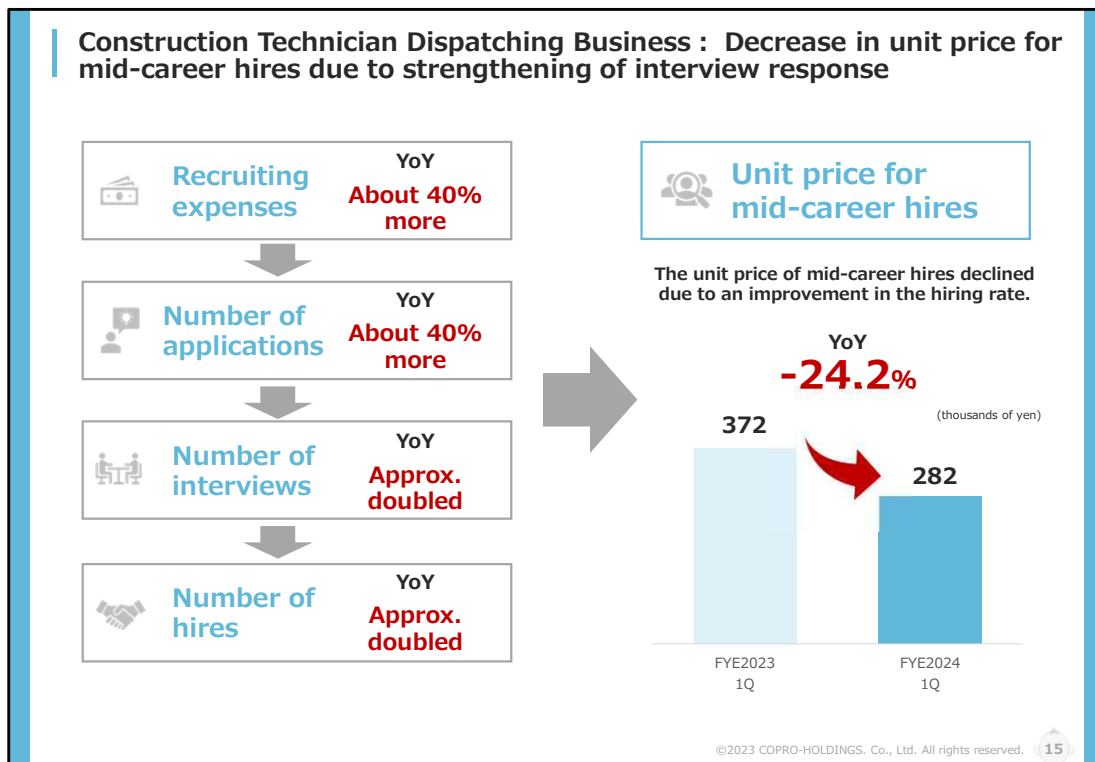 Construction Technician Dispatching Business : Decrease in unit price for
mid-career hires due to strengthening of interview response
Recruiting
expenses
YoY
About 40%
more
Number of
applications
YoY
About 40%
more
Number of
interviews
YoY
Approx.
doubled
Number of
hires
YoY
Approx.
doubled
Unit price for
mid-career hires
The unit price of mid-career hires declined
due to an improvement in the hiring rate.
YoY
-24.2%
(thousands of yen)
372
282
FYE2023
1Q
FYE2024
1Q
©2023 COPRO-HOLDINGS. Co., Ltd. All rights reserved.
15